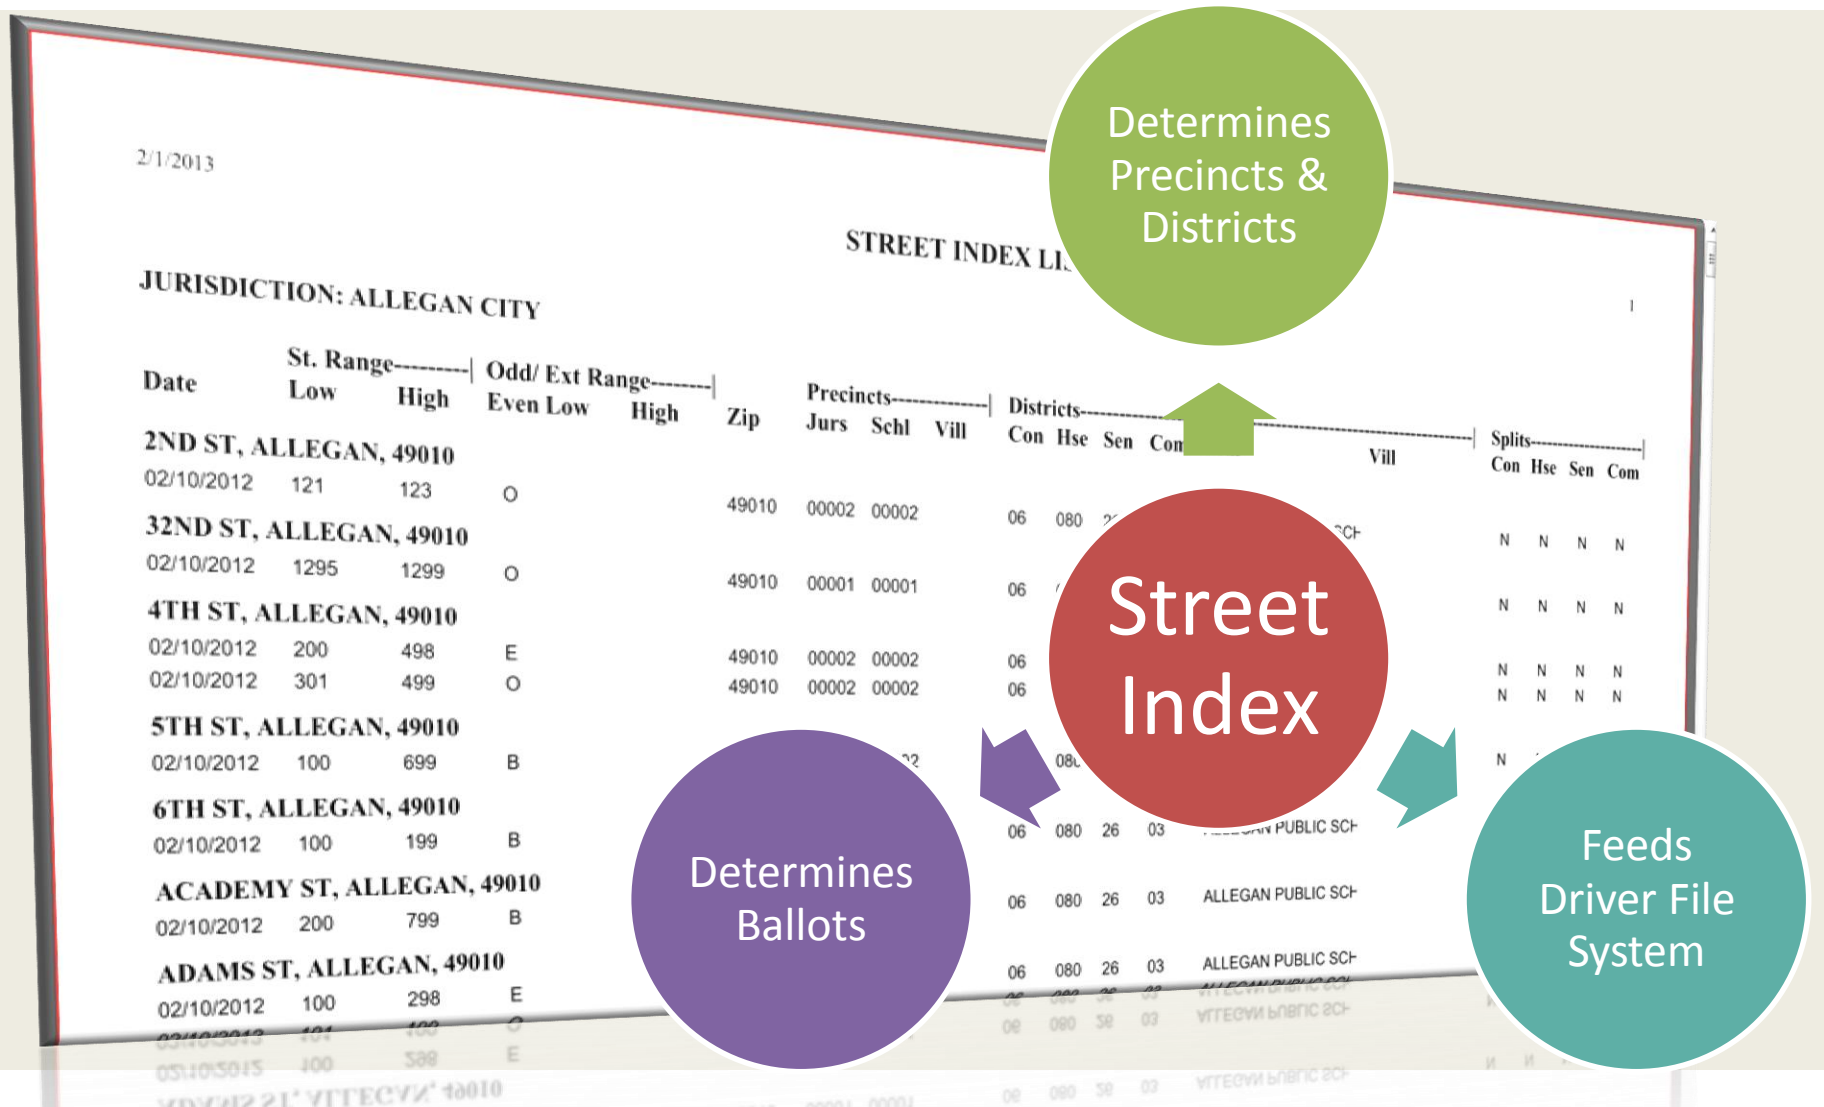 2/1/2013
STREET INDEX
1
JURISDICTION: ALLEGAN CITY
St. Range----------| Odd/ Ext Range--------| Precincts--------------| Districts--------------------------------| Splits----------------|
Date Low High Even Low High Zip Jurs Schl Vill Con Hse Sen Com Vill Con Hse Sen Com
2ND ST, ALLEGAN, 49010
02/10/2012 121 123 O 49010 00002 00002 06 080 N N N N
32ND ST, ALLEGAN, 49010
02/10/2012 1295 1299 O 49010 00001 00001 06 N N N N
4TH ST, ALLEGAN, 49010
02/10/2012 200 498 E 49010 00002 00002 06 N N N N
02/10/2012 301 499 O 49010 00002 00002 06 N N N N
5TH ST, ALLEGAN, 49010
02/10/2012 100 699 B N
6TH ST, ALLEGAN, 49010
02/10/2012 100 199 B 06 080 26 03 PUBLIC SCH
ACADEMY ST, ALLEGAN, 49010
02/10/2012 200 799 B 06 080 26 03 ALLEGAN PUBLIC SCH
ADAMS ST, ALLEGAN, 49010
02/10/2012 100 298 E 06 080 26 03 ALLEGAN PUBLIC SCH
Determines
Precincts &
Districts
Street
Index
Determines
Ballots
Feeds
Driver File
System